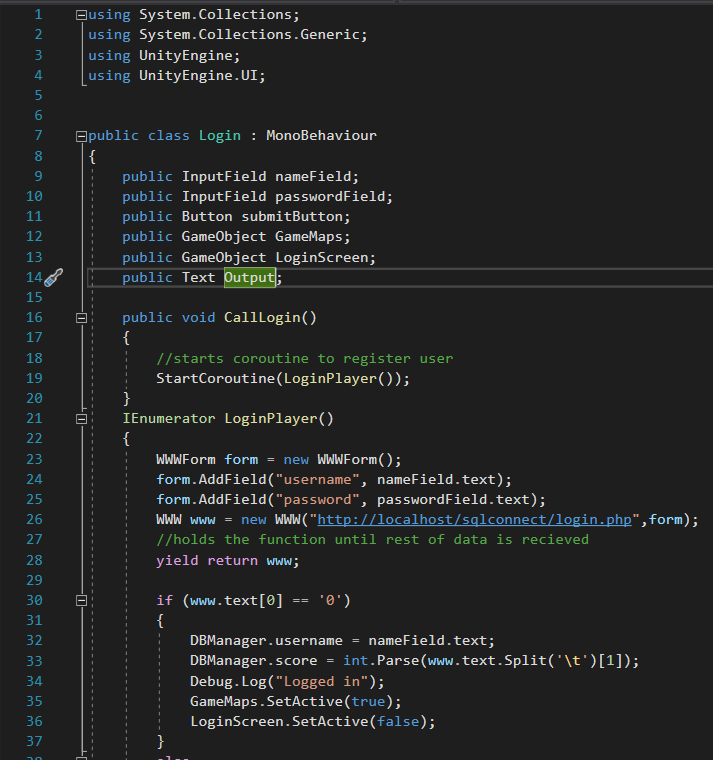 1 using System.Collections;
2 using System.Collections.Generic;
3 using UnityEngine;
4 using UnityEngine.UI;
5
6
7 public class Login : MonoBehaviour
8 {
9 public InputField nameField;
10 public InputField passwordField;
11 public Button submitButton;
12 public GameObject GameMaps;
13 public GameObject LoginScreen;
14 public Text Output;
15
16 public void CallLogin()
17 {
18 //starts coroutine to register user
19 StartCoroutine(LoginPlayer());
20 }
21 IEnumerator LoginPlayer()
22 {
23 WWWForm form = new WWWForm();
24 form.AddField("username", nameField.text);
25 form.AddField("password", passwordField.text);
26 WWW www = new WWW("http://localhost/sqlconnect/login.php",form);
27 //holds the function until rest of data is recieved
28 yield return www;
29
30 if (www.text[0] == '0')
31 {
32 DBManager.username = nameField.text;
33 DBManager.score = int.Parse(www.text.Split('\t')[1]);
34 Debug.Log("Logged in");
35 GameMaps.SetActive(true);
36 LoginScreen.SetActive(false);
37 }
38 else